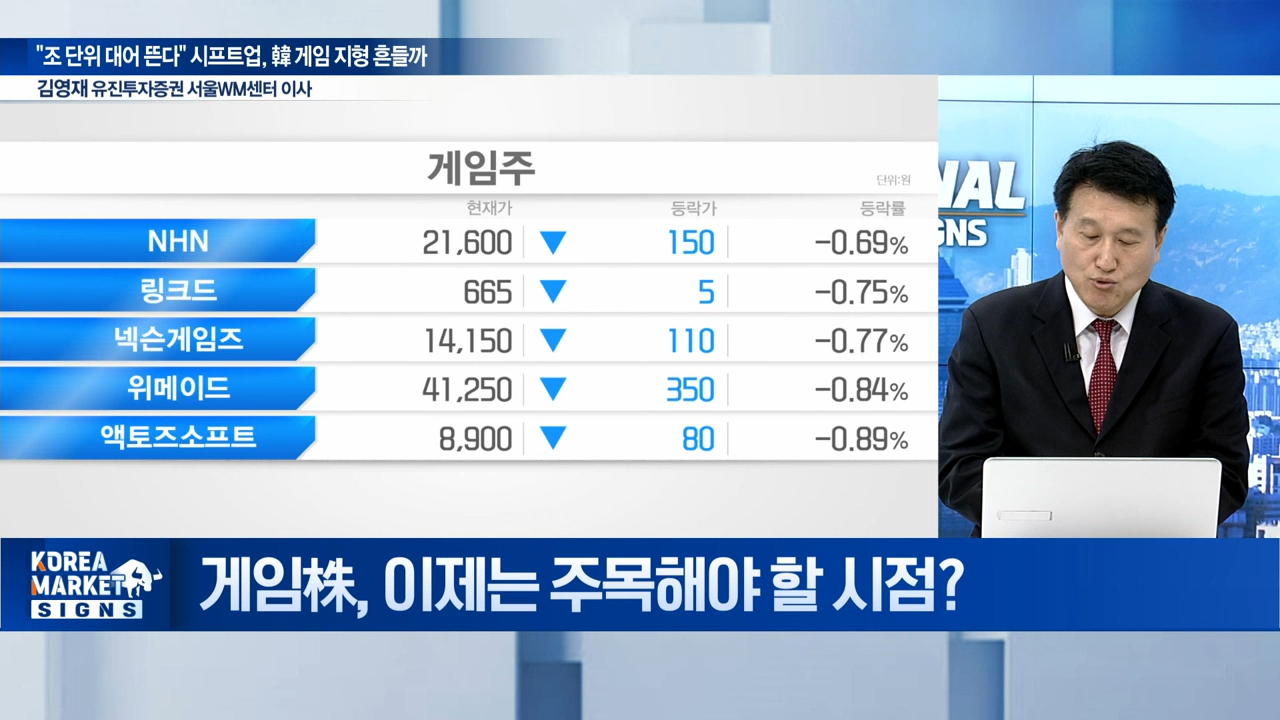 "조 단위 대어 뜬다" 시프트업, 韓 게임 지형 흔들까
김영재 유진투자증권 서울WM센터 이사
게임주
단위:원
현재가 등락가 등락률
NHN 21,600 ▼ 150 -0.69%
링크드 665 ▼ 5 -0.75%
넥슨게임즈 14,150 ▼ 110 -0.77%
위메이드 41,250 ▼ 350 -0.84%
액토즈소프트 8,900 ▼ 80 -0.89%
KOREA
MARKET
SIGNS
게임株, 이제는 주목해야 할 시점?